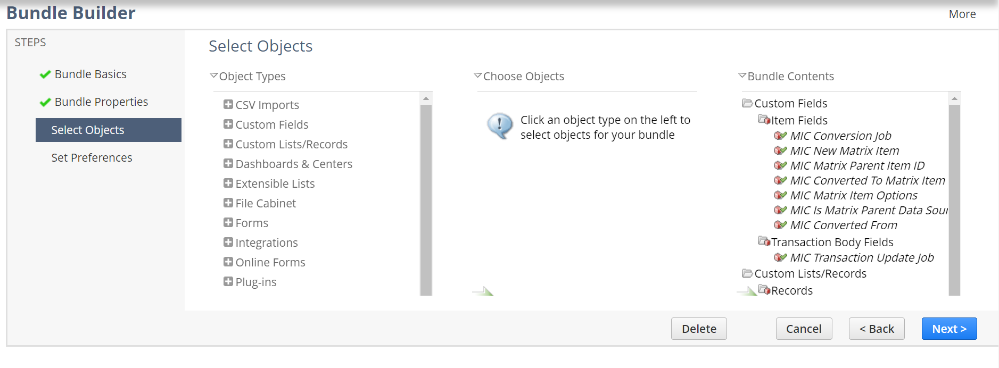 Bundle Builder
More
STEPS
Bundle Basics
Bundle Properties
Select Objects
Set Preferences
Select Objects
Object Types
CSV Imports
Custom Fields
Custom Lists/Records
Dashboards & Centers
Extensible Lists
File Cabinet
Forms
Integrations
Online Forms
Plug-ins
Choose Objects
Click an object type on the left to
select objects for your bundle
Bundle Contents
Custom Fields
Item Fields
MIC Conversion Job
MIC New Matrix Item
MIC Matrix Parent Item ID
MIC Converted To Matrix Item
MIC Matrix Item Options
MIC Is Matrix Parent Data Sour
MIC Converted From
Transaction Body Fields
MIC Transaction Update Job
Custom Lists/Records
Records
Delete
Cancel
< Back
Next >